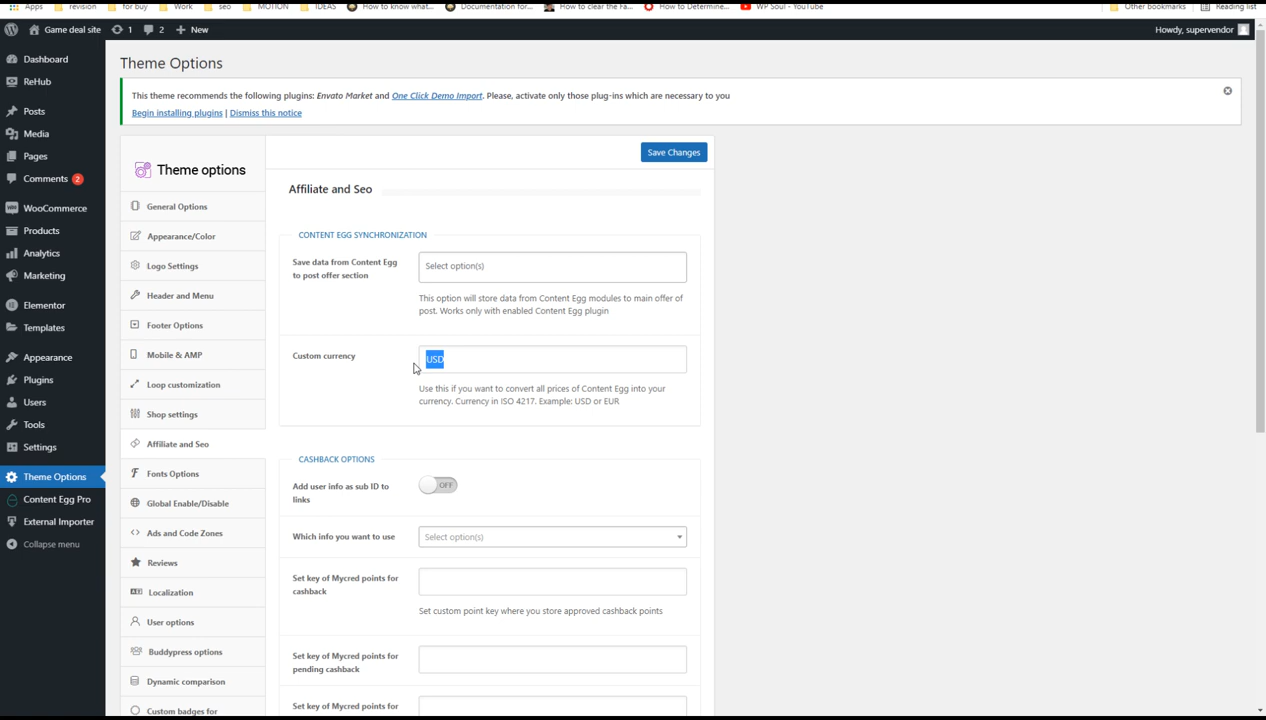 Apps
revision
for buy
Work
seo
MOTION
IDEAS
How to know what...
Documentation for...
How to clear the Fa...
How to Determine...
WP Soul - YouTube
Other bookmarks
Reading list
Game deal site
1
2
New
Howdy, supervendor
Dashboard
ReHub
Posts
Media
Pages
Comments 2
WooCommerce
Products
Analytics
Marketing
Elementor
Templates
Appearance
Plugins
Users
Tools
Settings
Theme Options
Content Egg Pro
External Importer
Collapse menu
Theme Options
This theme recommends the following plugins: Envato Market and One Click Demo Import. Please, activate only those plug-ins which are necessary to you
Begin installing plugins | Dismiss this notice
Theme options
General Options
Appearance/Color
Logo Settings
Header and Menu
Footer Options
Mobile & AMP
Loop customization
Shop settings
Affiliate and Seo
Fonts Options
Global Enable/Disable
Ads and Code Zones
Reviews
Localization
User options
Buddypress options
Dynamic comparison
Custom badges for
Save Changes
Affiliate and Seo
CONTENT EGG SYNCHRONIZATION
Save data from Content Egg
to post offer section
Select option(s)
This option will store data from Content Egg modules to main offer of
post. Works only with enabled Content Egg plugin
Custom currency
USD
Use this if you want to convert all prices of Content Egg into your
currency. Currency in ISO 4217. Example: USD or EUR
CASHBACK OPTIONS
Add user info as sub ID to
links
OFF
Which info you want to use
Select option(s)
Set key of Mycred points for
cashback
Set custom point key where you store approved cashback points
Set key of Mycred points for
pending cashback
Set key of Mycred points for